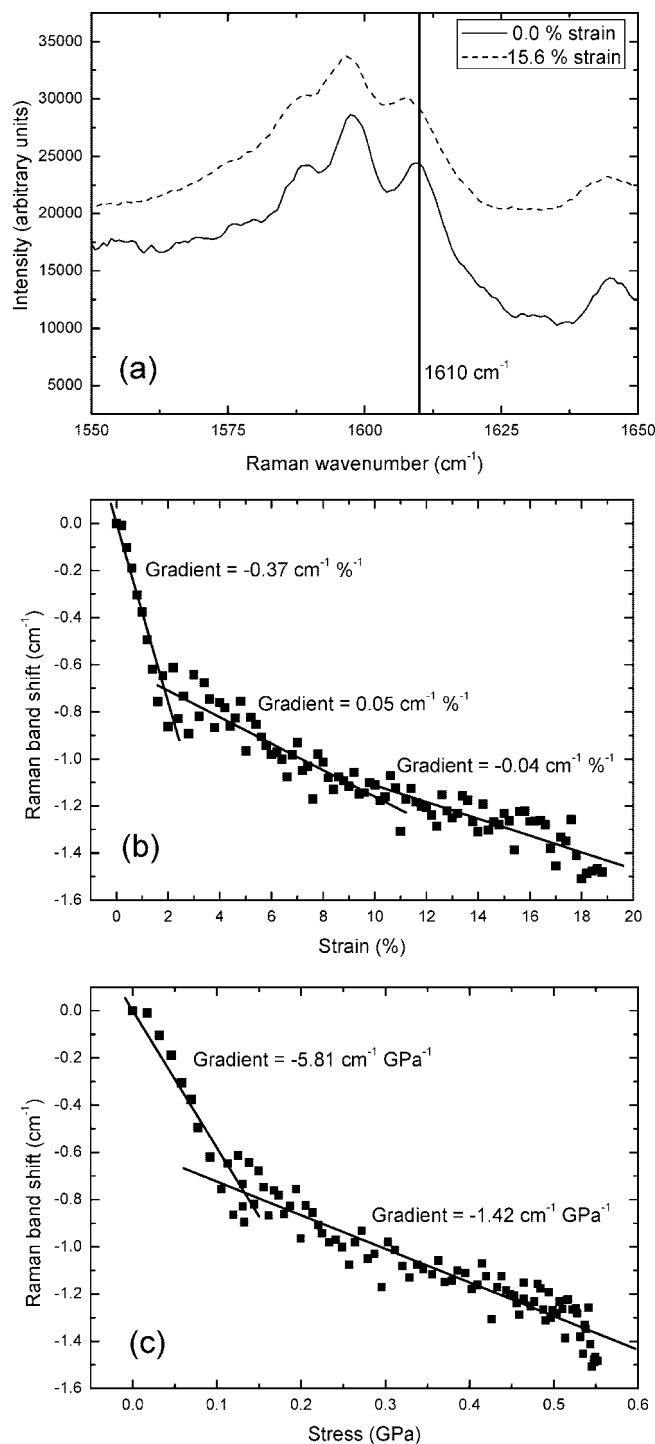 35000
30000
25000
20000
15000
10000
5000
Intensity (arbitrary units)
0.0 % strain
15.6 % strain
(a)
1610 cm⁻¹
1550
1575
1600
1625
1650
Raman wavenumber (cm⁻¹)
0.0
-0.2
-0.4
-0.6
-0.8
-1.0
-1.2
-1.4
-1.6
Raman band shift (cm⁻¹)
Gradient = -0.37 cm⁻¹ %⁻¹
Gradient = 0.05 cm⁻¹ %⁻¹
Gradient = -0.04 cm⁻¹ %⁻¹
(b)
0
2
4
6
8
10
12
14
16
18
20
Strain (%)
0.0
-0.2
-0.4
-0.6
-0.8
-1.0
-1.2
-1.4
-1.6
Raman band shift (cm⁻¹)
Gradient = -5.81 cm⁻¹ GPa⁻¹
Gradient = -1.42 cm⁻¹ GPa⁻¹
(c)
0.0
0.1
0.2
0.3
0.4
0.5
0.6
Stress (GPa)